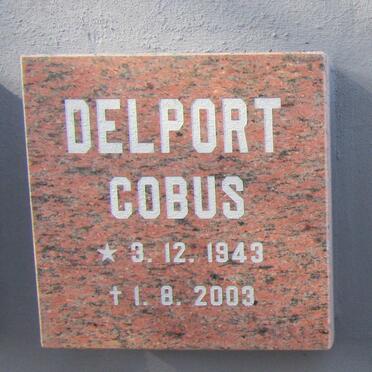 DELPORT
COBUS
★ 3. 12. 1943
† 1. 8. 2003